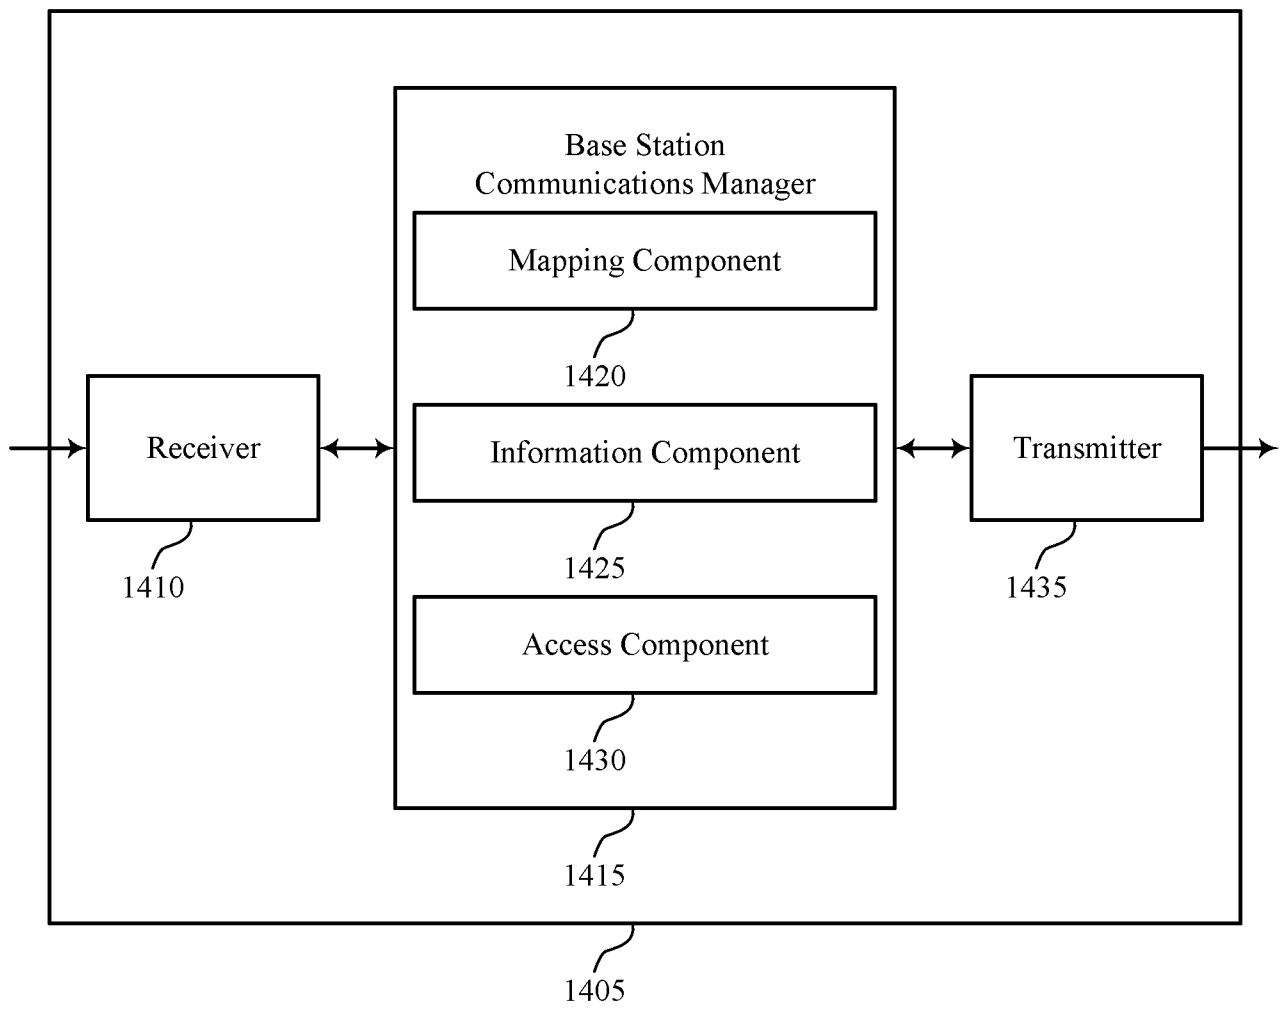 Base Station
Communications Manager
Mapping Component
1420
Receiver
1410
Information Component
1425
Transmitter
1435
Access Component
1430
1415
1405